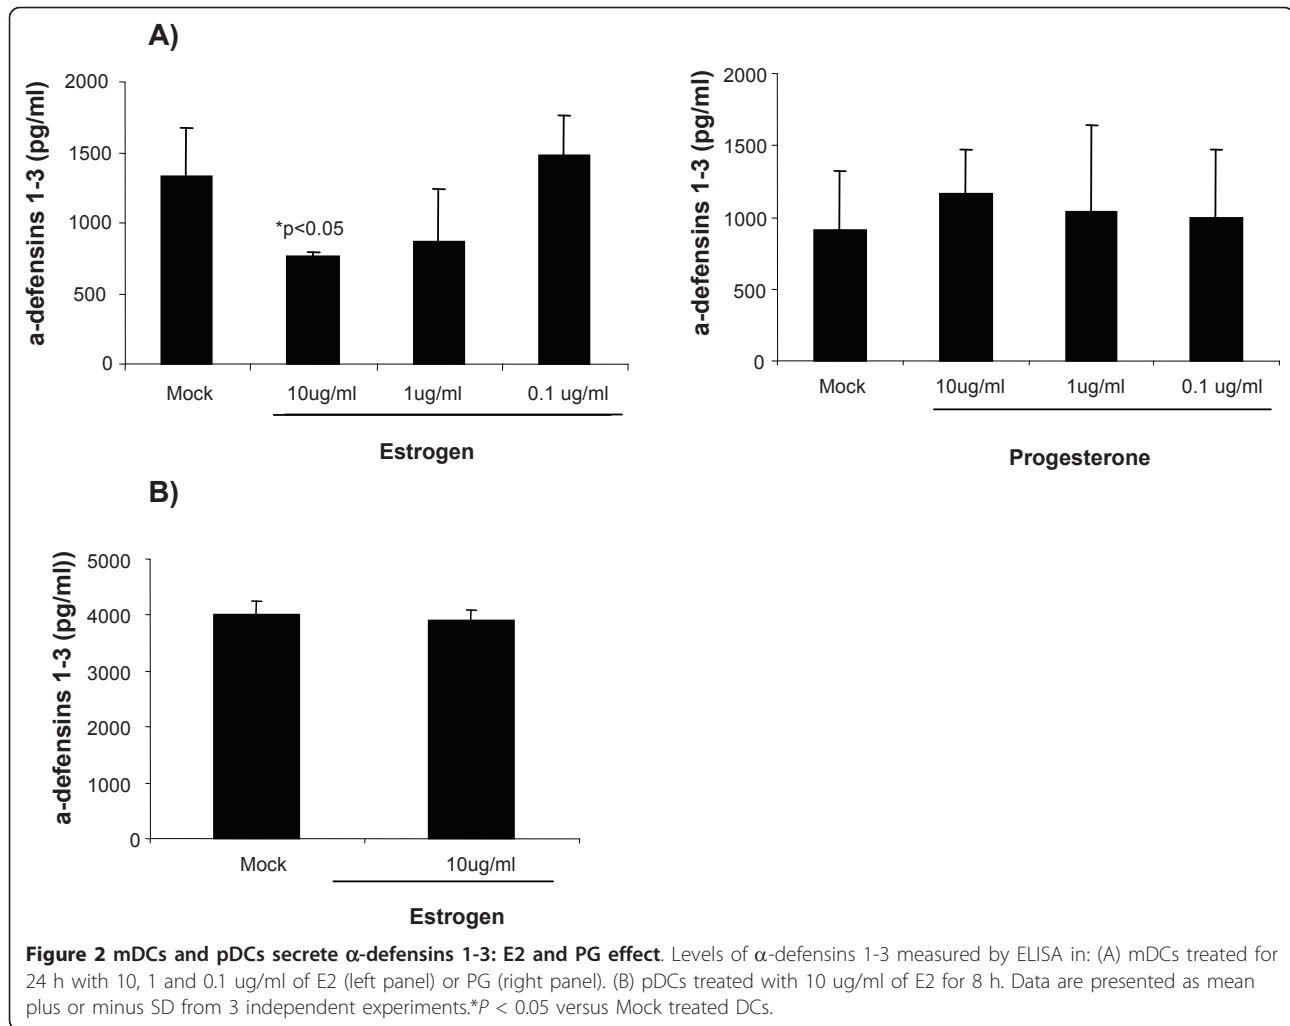 A)
a-defensins 1-3 (pg/ml)
2000
1500
1000
500
0
*p<0.05
Mock
10ug/ml
1ug/ml
0.1 ug/ml
Estrogen
a-defensins 1-3 (pg/ml)
2000
1500
1000
500
0
Mock
10ug/ml
1ug/ml
0.1 ug/ml
Progesterone
B)
a-defensins 1-3 (pg/ml))
5000
4000
3000
2000
1000
0
Mock
10ug/ml
Estrogen
Figure 2 mDCs and pDCs secrete α-defensins 1-3: E2 and PG effect. Levels of α-defensins 1-3 measured by ELISA in: (A) mDCs treated for
24 h with 10, 1 and 0.1 ug/ml of E2 (left panel) or PG (right panel). (B) pDCs treated with 10 ug/ml of E2 for 8 h. Data are presented as mean
plus or minus SD from 3 independent experiments.*P < 0.05 versus Mock treated DCs.